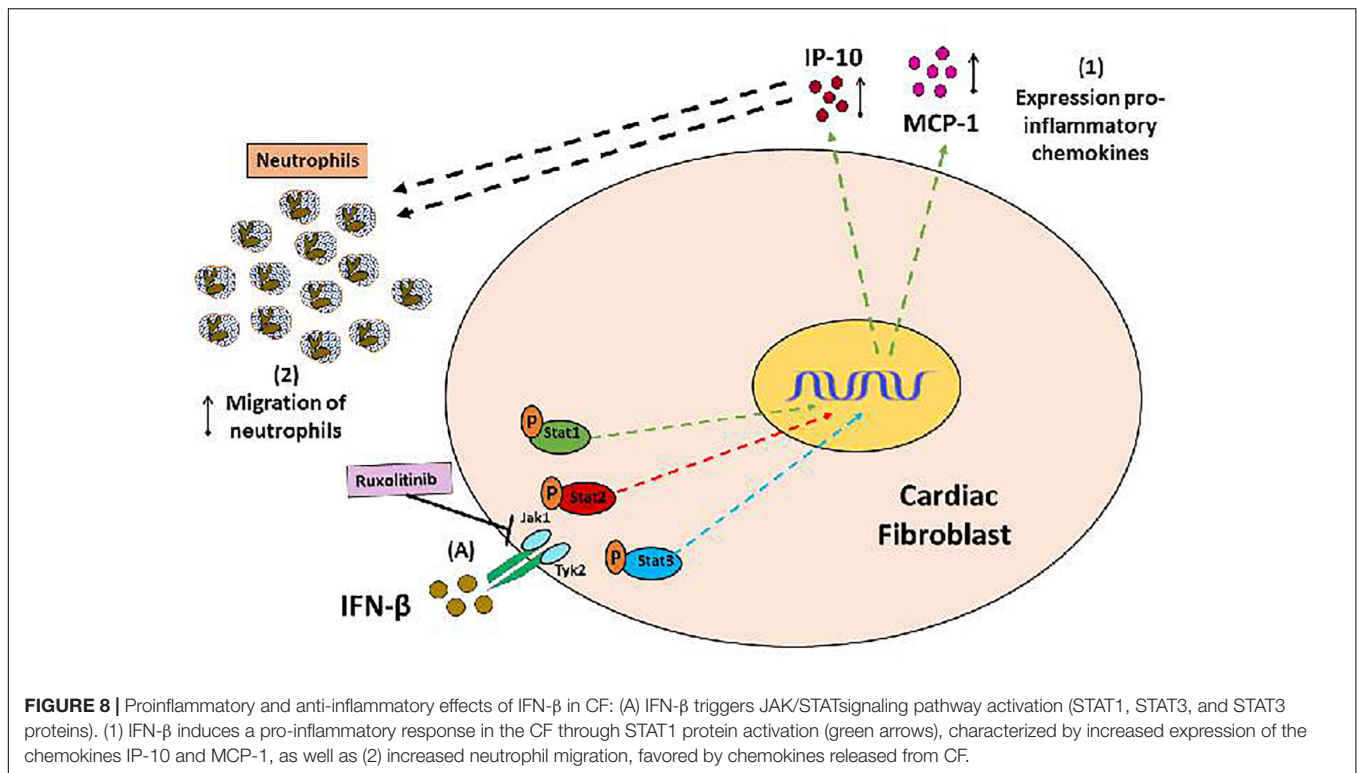 IP-10
MCP-1
(1)
Expression pro-
inflammatory
chemokines
Neutrophils
(2)
Migration of
neutrophils
Ruxolitinib
P
Stat1
P
Stat2
P
Stat3
Jak1
Tyk2
(A)
IFN-β
Cardiac
Fibroblast
FIGURE 8 | Proinflammatory and anti-inflammatory effects of IFN-β in CF: (A) IFN-β triggers JAK/STATsignaling pathway activation (STAT1, STAT3, and STAT3
proteins). (1) IFN-β induces a pro-inflammatory response in the CF through STAT1 protein activation (green arrows), characterized by increased expression of the
chemokines IP-10 and MCP-1, as well as (2) increased neutrophil migration, favored by chemokines released from CF.